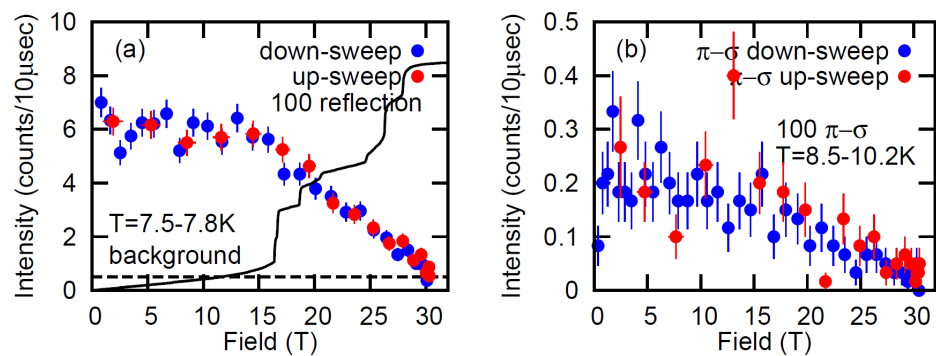 (a)
down-sweep
up-sweep
100 reflection
T=7.5-7.8K
background
Intensity (counts/10μsec)
10
8
6
4
2
0
0 5 10 15 20 25 30
Field (T)
(b)
π−σ down-sweep
π−σ up-sweep
100 π−σ
T=8.5-10.2K
Intensity (counts/10μsec)
0.5
0.4
0.3
0.2
0.1
0
0 5 10 15 20 25 30
Field (T)